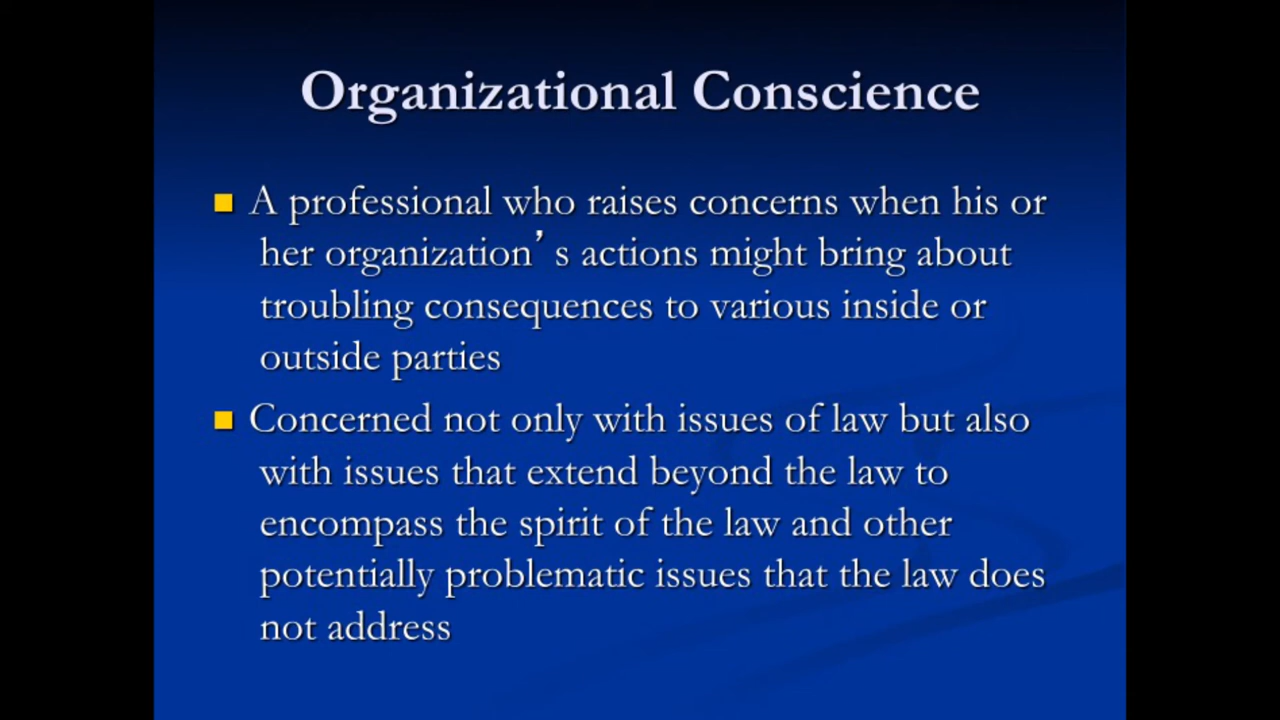 Organizational Conscience
A professional who raises concerns when his or
her organization’ s actions might bring about
troubling consequences to various inside or
outside parties
Concerned not only with issues of law but also
with issues that extend beyond the law to
encompass the spirit of the law and other
potentially problematic issues that the law does
not address